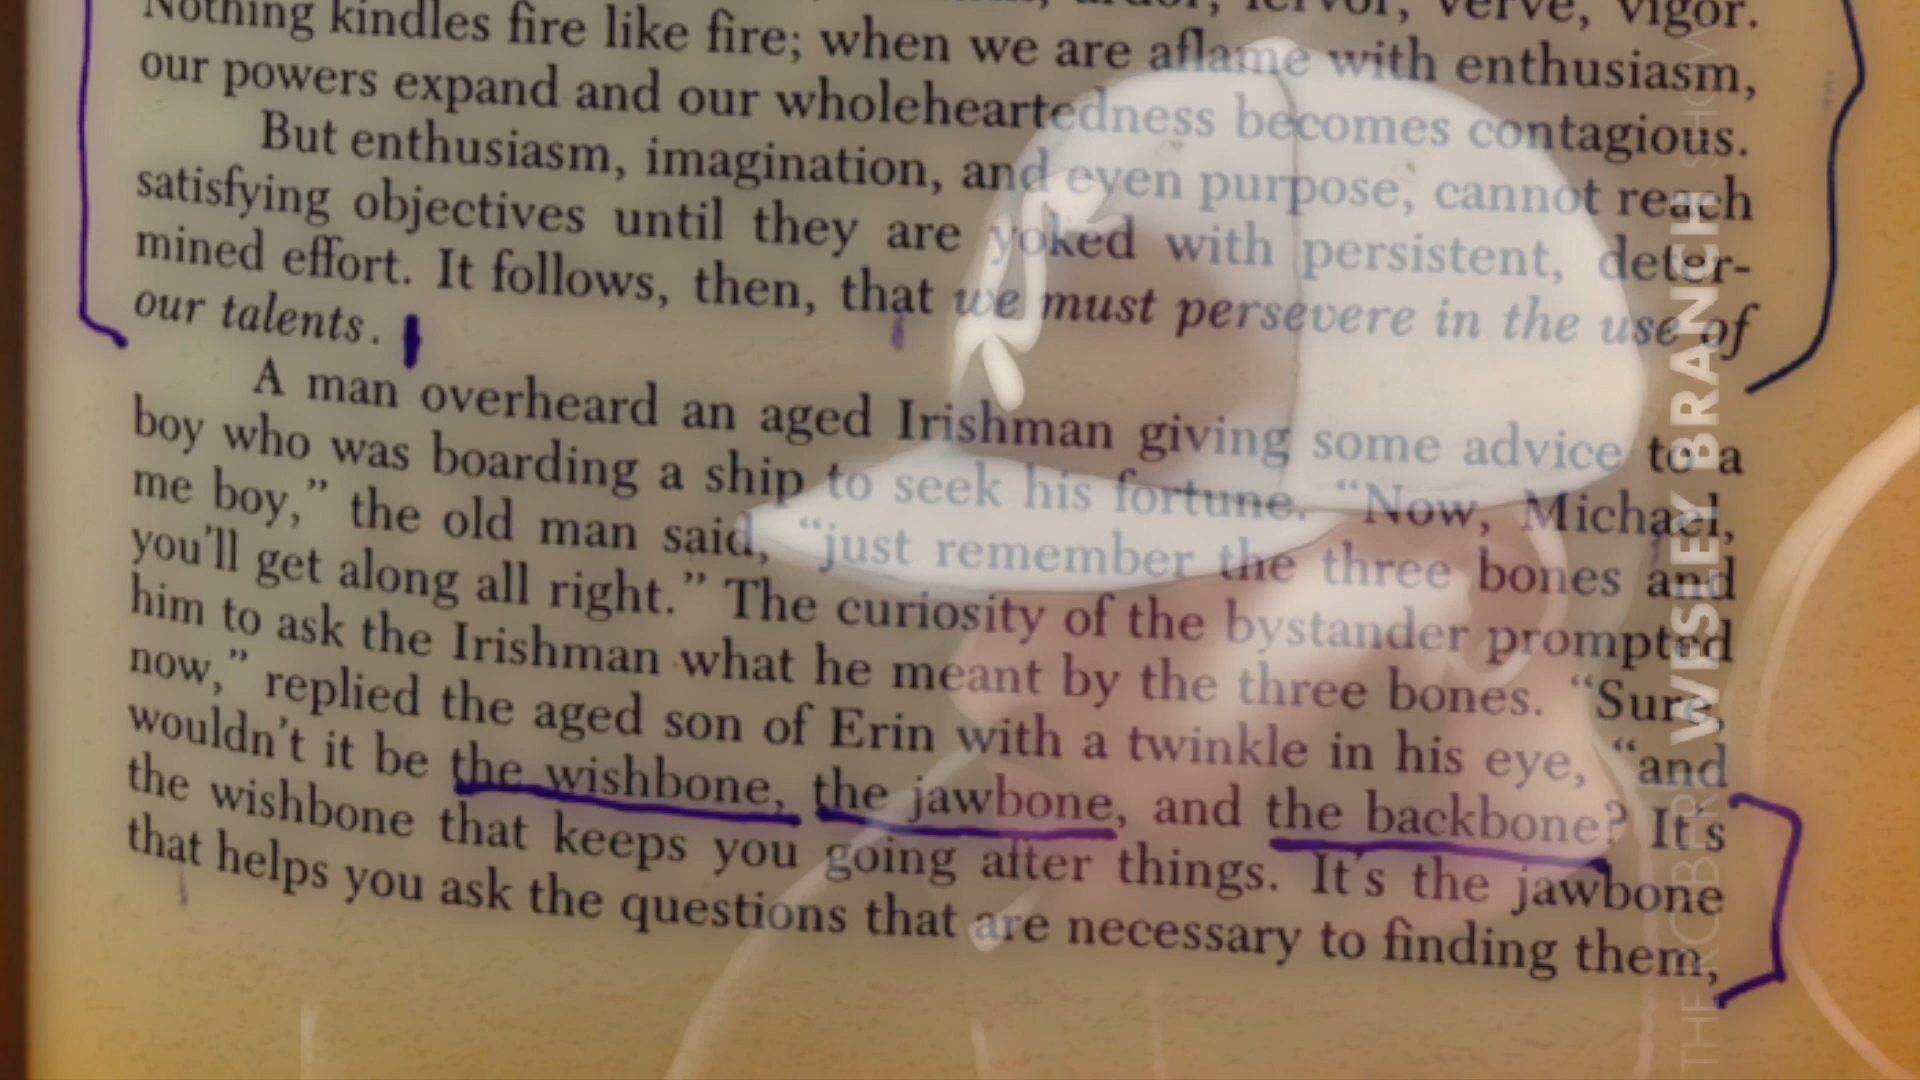 ardor, fervor, verve, vigor.
Nothing kindles fire like fire; when we are aflame with enthusiasm,
our powers expand and our wholeheartedness becomes contagious.
But enthusiasm, imagination, and even purpose, cannot reach
satisfying objectives until they are yoked with persistent, deter-
mined effort. It follows, then, that we must persevere in the use of
our talents.
A man overheard an aged Irishman giving some advice to a
boy who was boarding a ship to seek his fortune. “Now, Michael,
me boy,” the old man said, “just remember the three bones and
you'll get along all right.” The curiosity of the bystander prompted
him to ask the Irishman what he meant by the three bones. “Sure,
now,” replied the aged son of Erin with a twinkle in his eye, “and
wouldn't it be the wishbone, the jawbone, and the backbone? It's
the wishbone that keeps you going after things. It's the jawbone
that helps you ask the questions that are necessary to finding them,
THE ROBERT WESLEY BRANCH SHOW